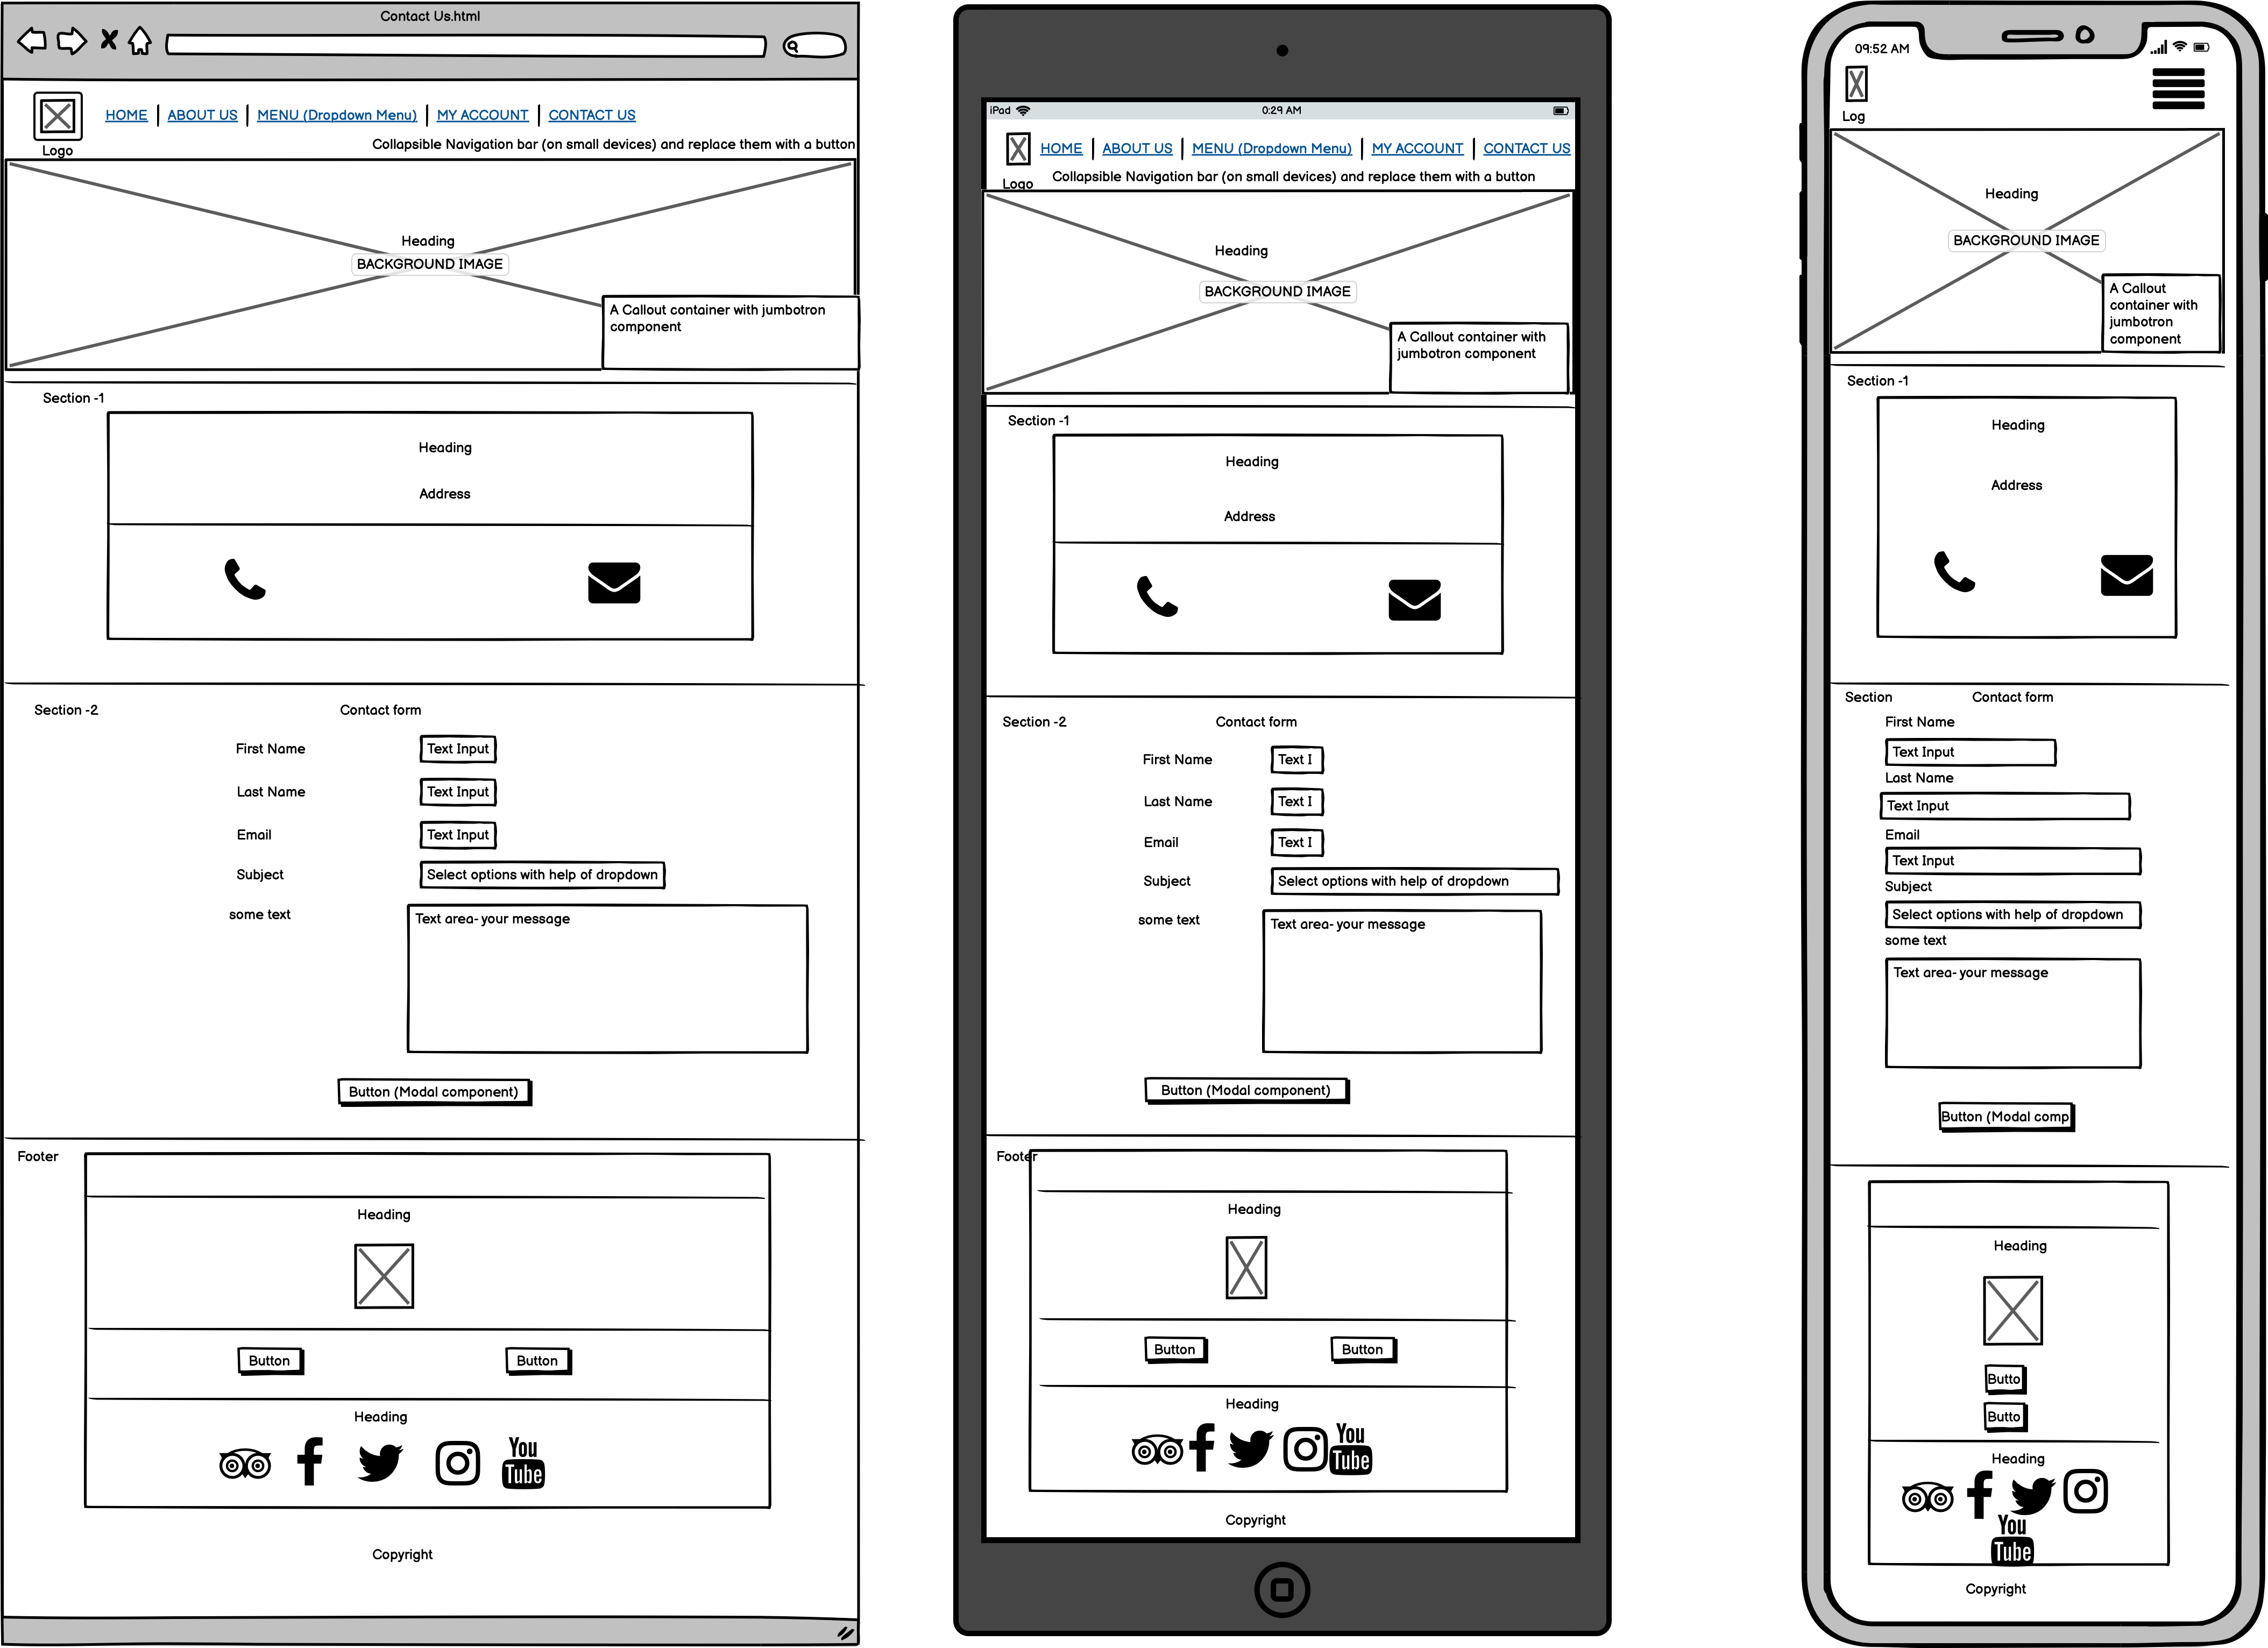 Contact Us.html
HOME ABOUT US MENU (Dropdown Menu) MY ACCOUNT CONTACT US
Logo
Collapsible Navigation bar (on small devices) and replace them with a button
Heading
BACKGROUND IMAGE
A Callout container with jumbotron
component
Section -1
Heading
Address
Section -2
Contact form
First Name
Text Input
Last Name
Text Input
Email
Text Input
Subject
Select options with help of dropdown
some text
Text area- your message
Button (Modal component)
Footer
Heading
Button
Button
Heading
You
Tube
Copyright
iPad
0:29 AM
HOME ABOUT US MENU (Dropdown Menu) MY ACCOUNT CONTACT US
Logo
Collapsible Navigation bar (on small devices) and replace them with a button
Heading
BACKGROUND IMAGE
A Callout container with
jumbotron component
Section -1
Heading
Address
Section -2
Contact form
First Name
Text I
Last Name
Text I
Email
Text I
Subject
Select options with help of dropdown
some text
Text area- your message
Button (Modal component)
Footer
Heading
Button
Button
Heading
You
Tube
Copyright
09:52 AM
Log
Heading
BACKGROUND IMAGE
A Callout
container with
jumbotron
component
Section -1
Heading
Address
Section
Contact form
First Name
Text Input
Last Name
Text Input
Email
Text Input
Subject
Select options with help of dropdown
some text
Text area- your message
Button (Modal comp
Heading
Butto
Butto
Heading
You
Tube
Copyright